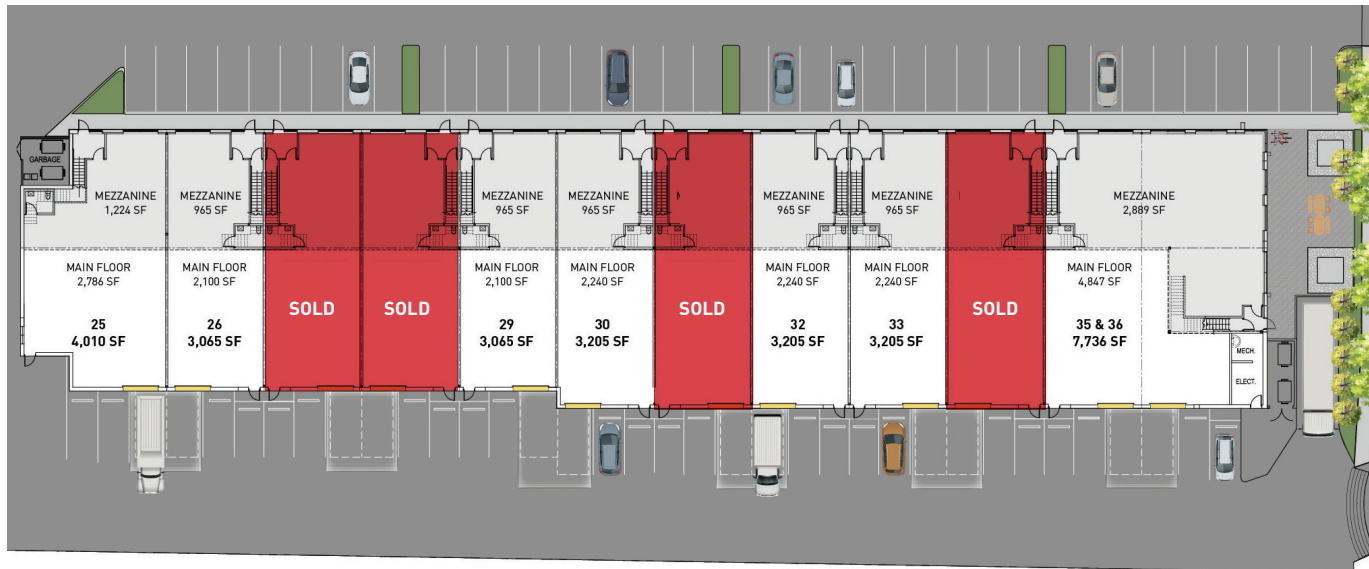 GARBAGE
MEZZANINE
1,224 SF
MEZZANINE
965 SF
MEZZANINE
965 SF
MEZZANINE
965 SF
MEZZANINE
965 SF
MEZZANINE
965 SF
MEZZANINE
2,889 SF
MAIN FLOOR
2,786 SF
25
4,010 SF
MAIN FLOOR
2,100 SF
26
3,065 SF
SOLD
SOLD
MAIN FLOOR
2,100 SF
29
3,065 SF
MAIN FLOOR
2,240 SF
30
3,205 SF
SOLD
MAIN FLOOR
2,240 SF
32
3,205 SF
MAIN FLOOR
2,240 SF
33
3,205 SF
SOLD
MAIN FLOOR
4,847 SF
35 & 36
7,736 SF
MECH.
ELECT.